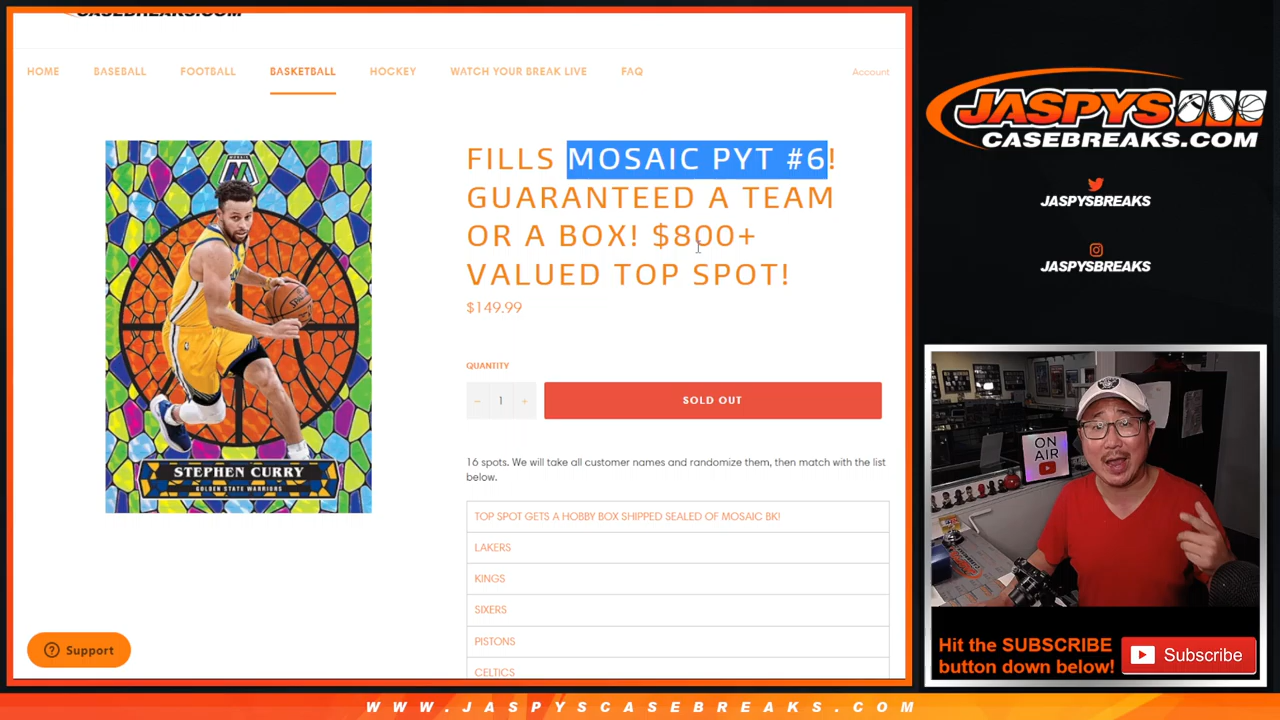 CASEBREAKS.COM
HOME BASEBALL FOOTBALL BASKETBALL HOCKEY WATCH YOUR BREAK LIVE FAQ Account
MOSAIC
STEPHEN CURRY
GOLDEN STATE WARRIORS
FILLS MOSAIC PYT #6!
GUARANTEED A TEAM
OR A BOX! $800+
VALUED TOP SPOT!
$149.99
QUANTITY
− 1 +
SOLD OUT
16 spots. We will take all customer names and randomize them, then match with the list
below.
TOP SPOT GETS A HOBBY BOX SHIPPED SEALED OF MOSAIC BK!
LAKERS
KINGS
SIXERS
PISTONS
CELTICS
? Support
JASPYS
CASEBREAKS.COM
JASPYSBREAKS
JASPYSBREAKS
ON
AIR
Hit the SUBSCRIBE
button down below!
Subscribe
WWW.JASPYSCASEBREAKS.COM